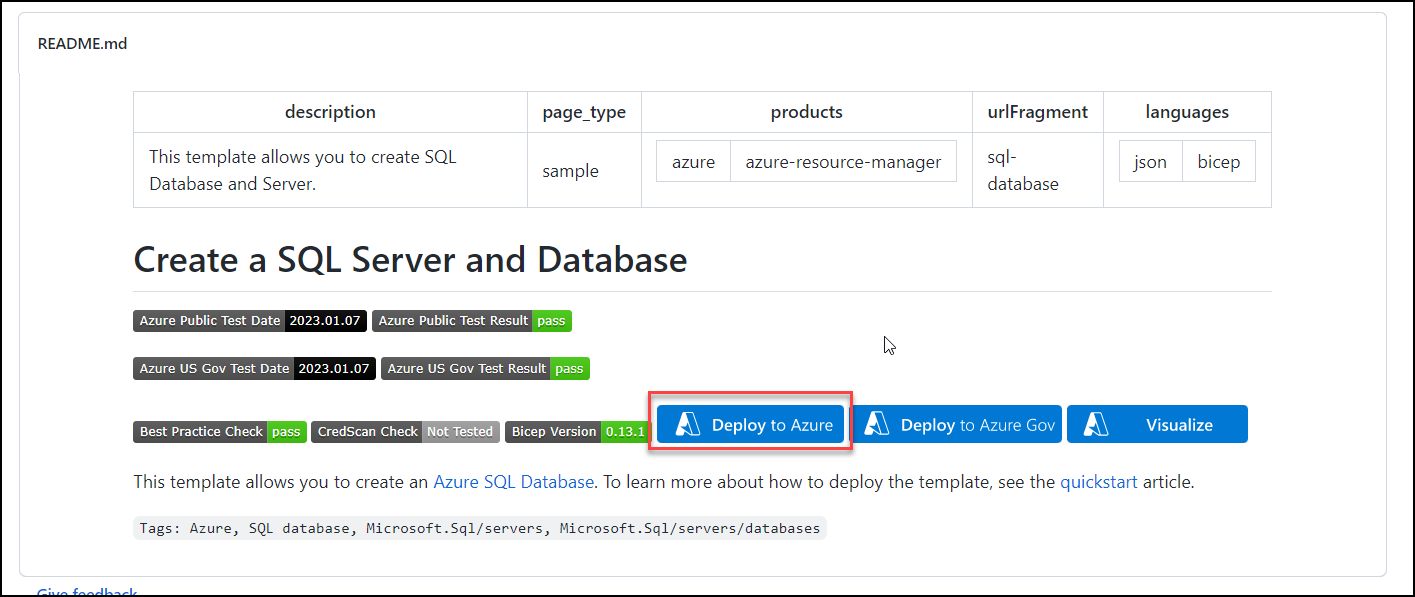 README.md
description page_type products urlFragment languages
This template allows you to create SQL Database and Server. sample azure azure-resource-manager sql-database json bicep
Create a SQL Server and Database
Azure Public Test Date 2023.01.07 Azure Public Test Result pass
Azure US Gov Test Date 2023.01.07 Azure US Gov Test Result pass
Best Practice Check pass CredScan Check Not Tested Bicep Version 0.13.1 Deploy to Azure Deploy to Azure Gov Visualize
This template allows you to create an Azure SQL Database. To learn more about how to deploy the template, see the quickstart article.
Tags: Azure, SQL database, Microsoft.Sql/servers, Microsoft.Sql/servers/databases
Give feedback